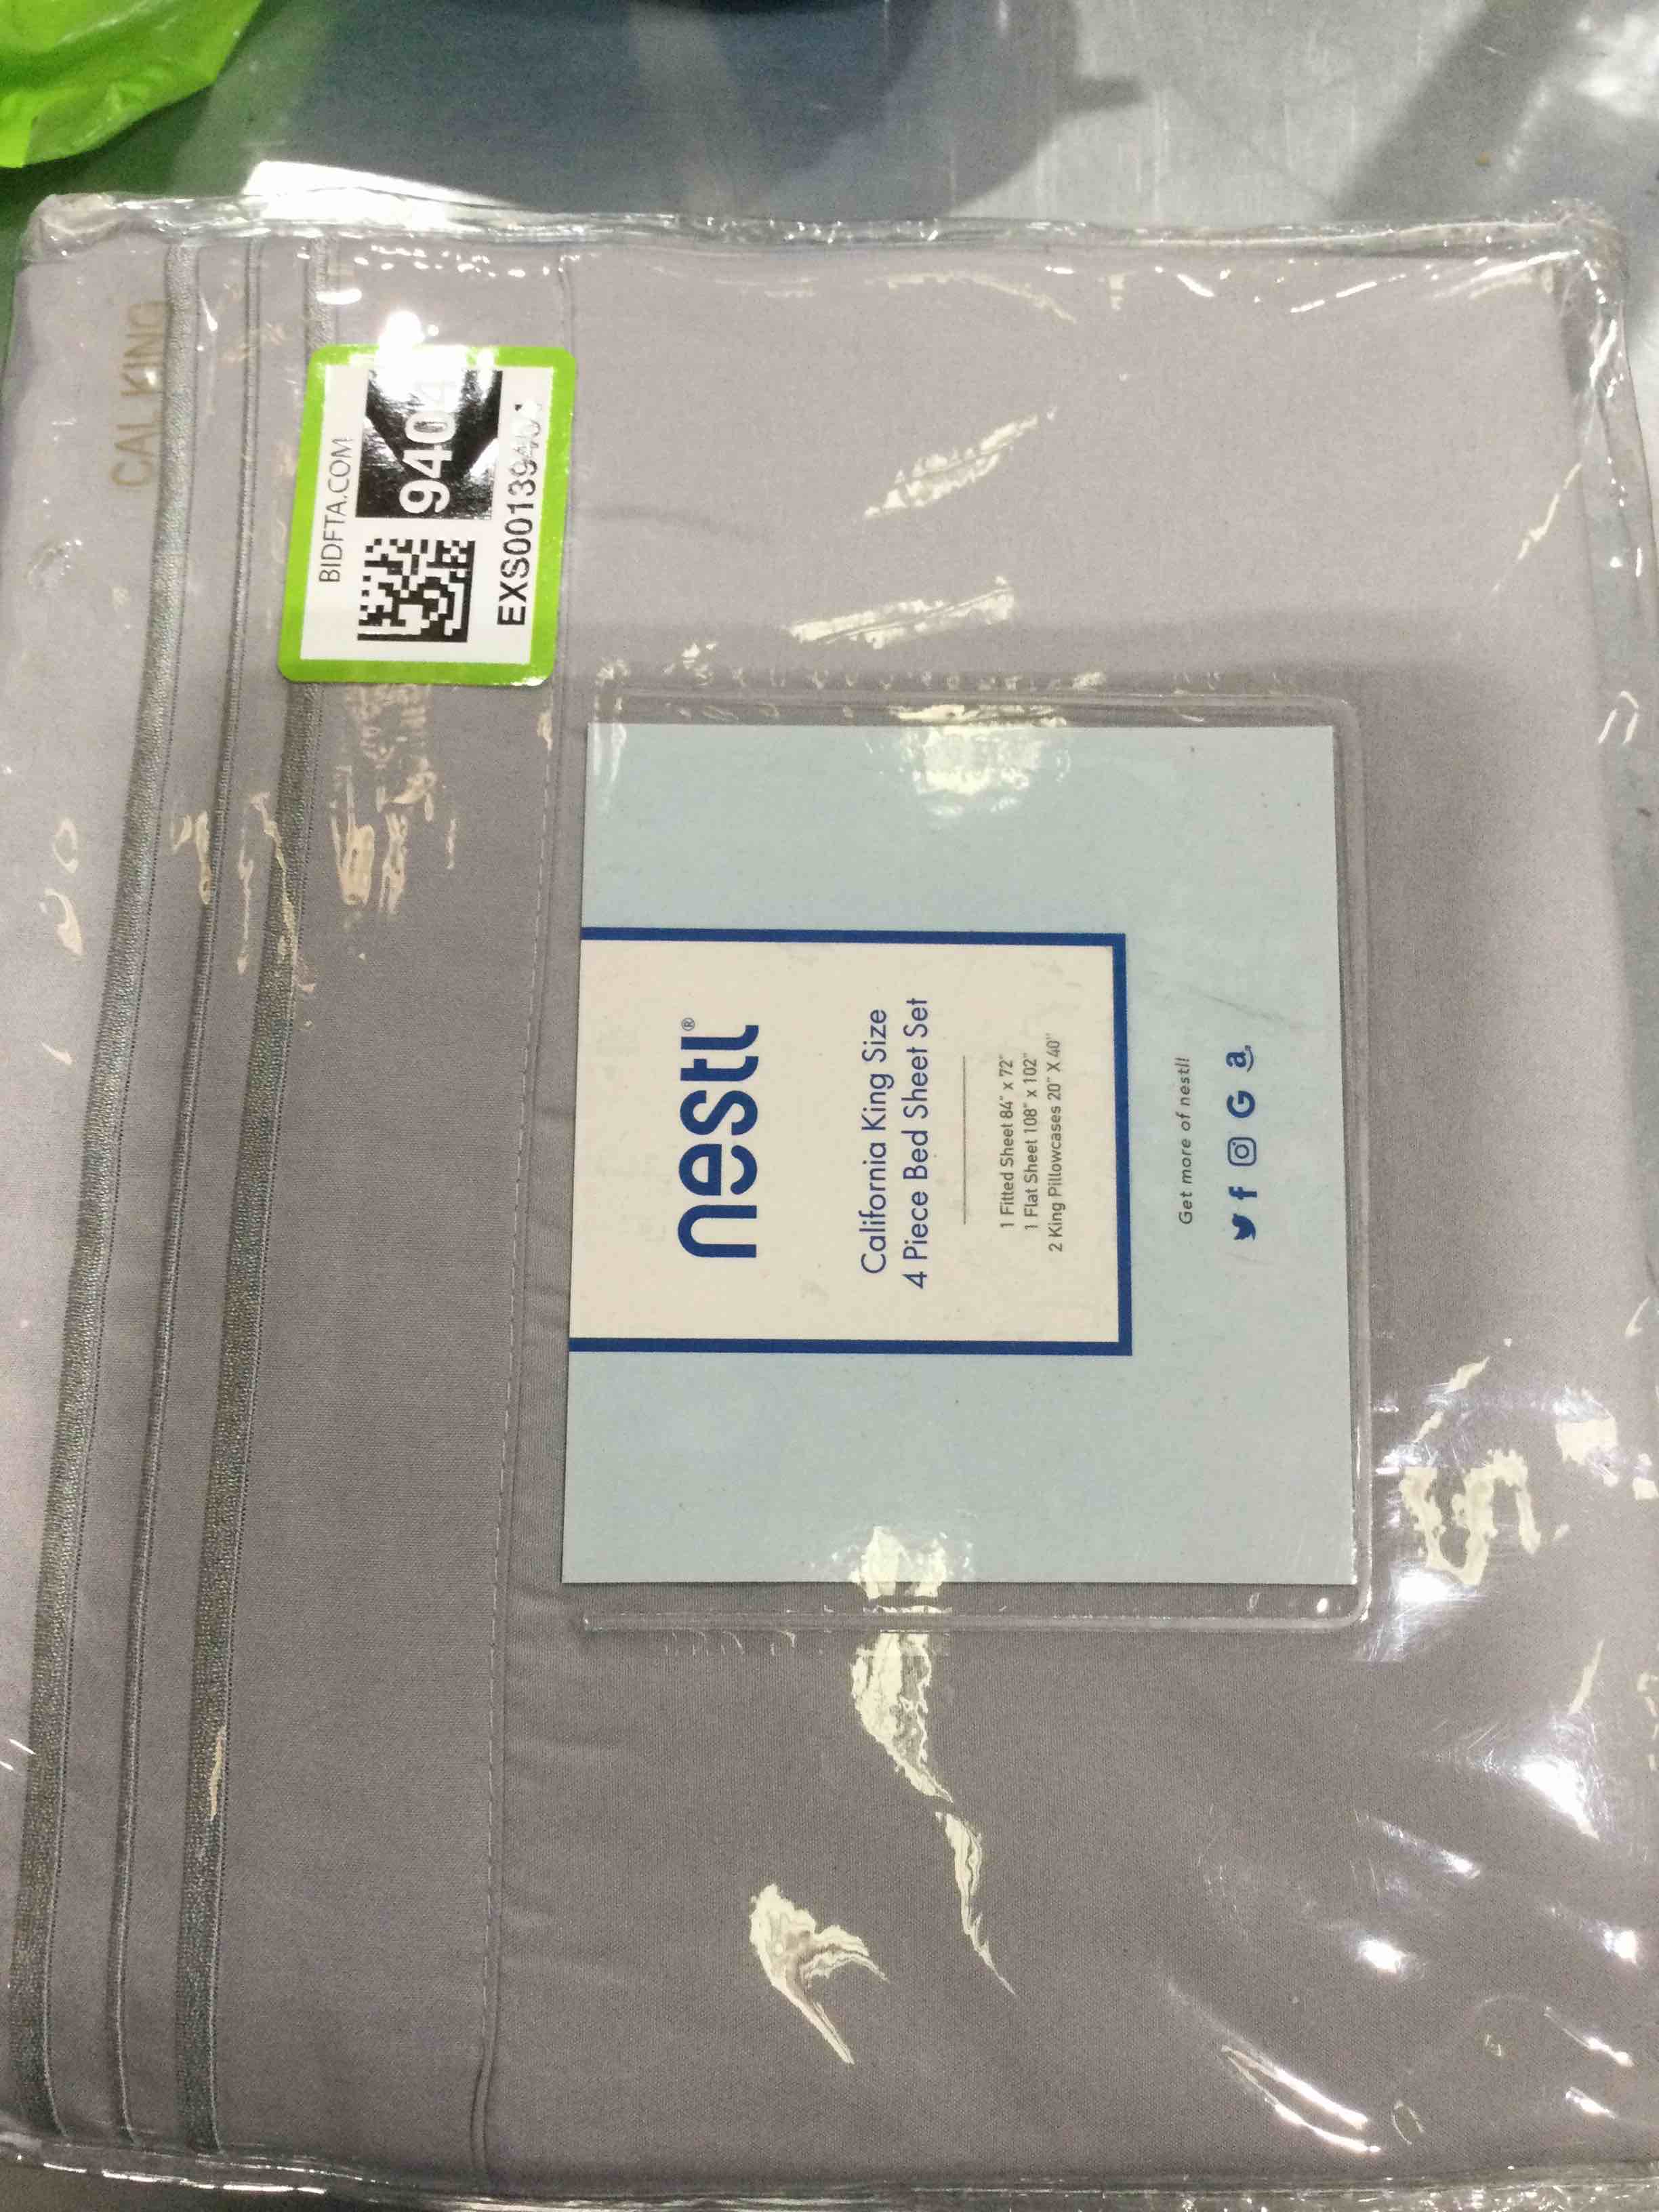 CAL KING
BIDFTA.COM
9404
nestl®
California King Size
4 Piece Bed Sheet Set
1 Fitted Sheet 84" x 72"
1 Flat Sheet 108" x 102"
2 King Pillowcases 20" X 40"
Get more of nestl!